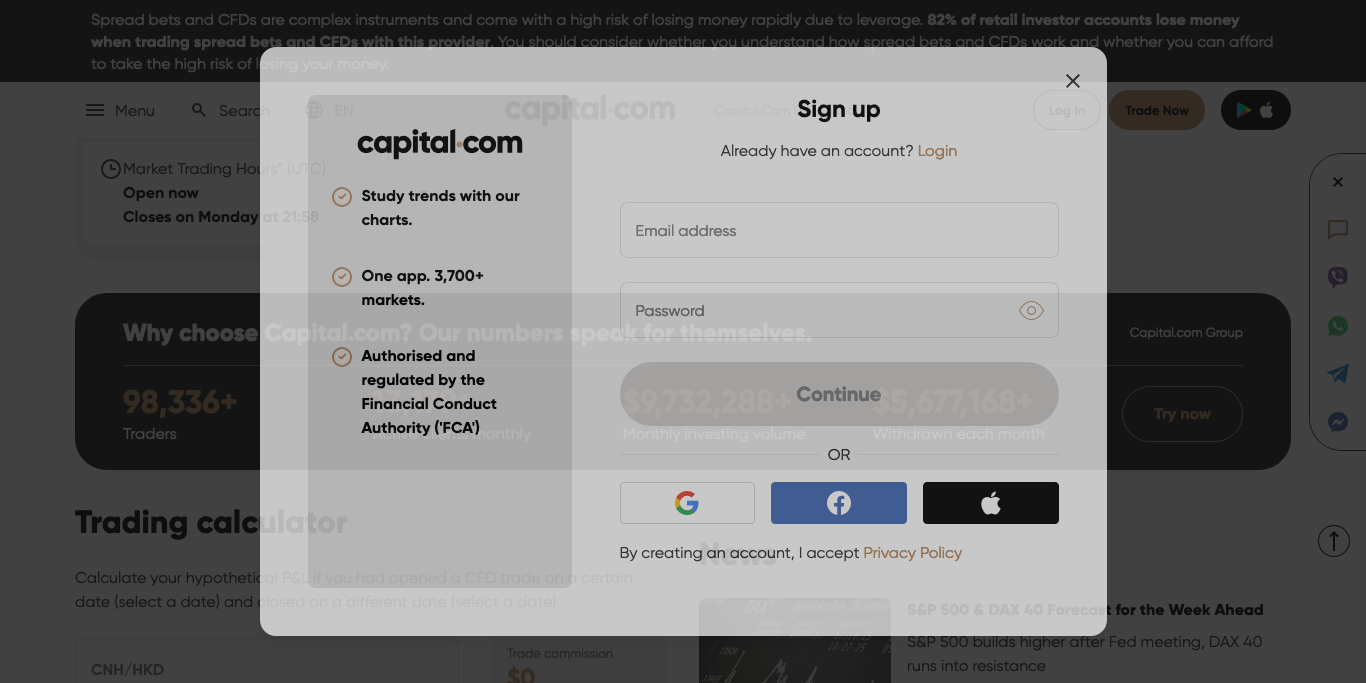 Spread bets and CFDs are complex instruments and come with a high risk of losing money rapidly due to leverage. 82% of retail investor accounts lose money
when trading spread bets and CFDs with this provider. You should consider whether you understand how spread bets and CFDs work and whether you can afford
to take the high risk of losing your money.
Menu
Search
EN
capital.com
Capital Com
Log In
Trade Now
Market Trading Hours* (UTC)
Open now
Closes on Monday at 21:58
capital.com
Study trends with our
charts.
One app. 3,700+
markets.
Authorised and
regulated by the
Financial Conduct
Authority ('FCA')
Sign up
Already have an account? Login
Email address
Password
Continue
OR
By creating an account, I accept Privacy Policy
Why choose Capital.com? Our numbers speak for themselves.
Capital.com Group
98,336+
Traders
Active clients monthly
$9,732,288+
Monthly investing volume
$5,677,168+
Withdrawn each month
Try now
Trading calculator
Calculate your hypothetical P&L if you had opened a CFD trade on a certain
date (select a date) and closed on a different date (select a date).
CNH/HKD
Trade commission
$0
News
S&P 500 & DAX 40 Forecast for the Week Ahead
S&P 500 builds higher after Fed meeting, DAX 40
runs into resistance